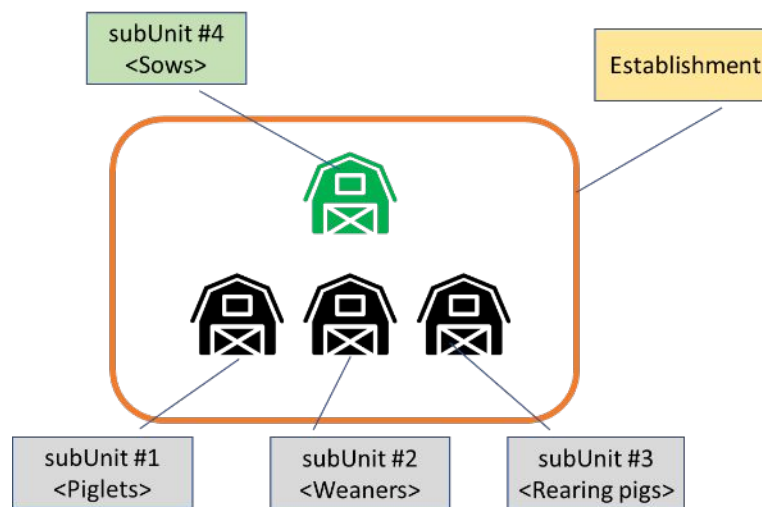 subUnit #4
<Sows>
Establishment
subUnit #1
<Piglets>
subUnit #2
<Weaners>
subUnit #3
<Rearing pigs>